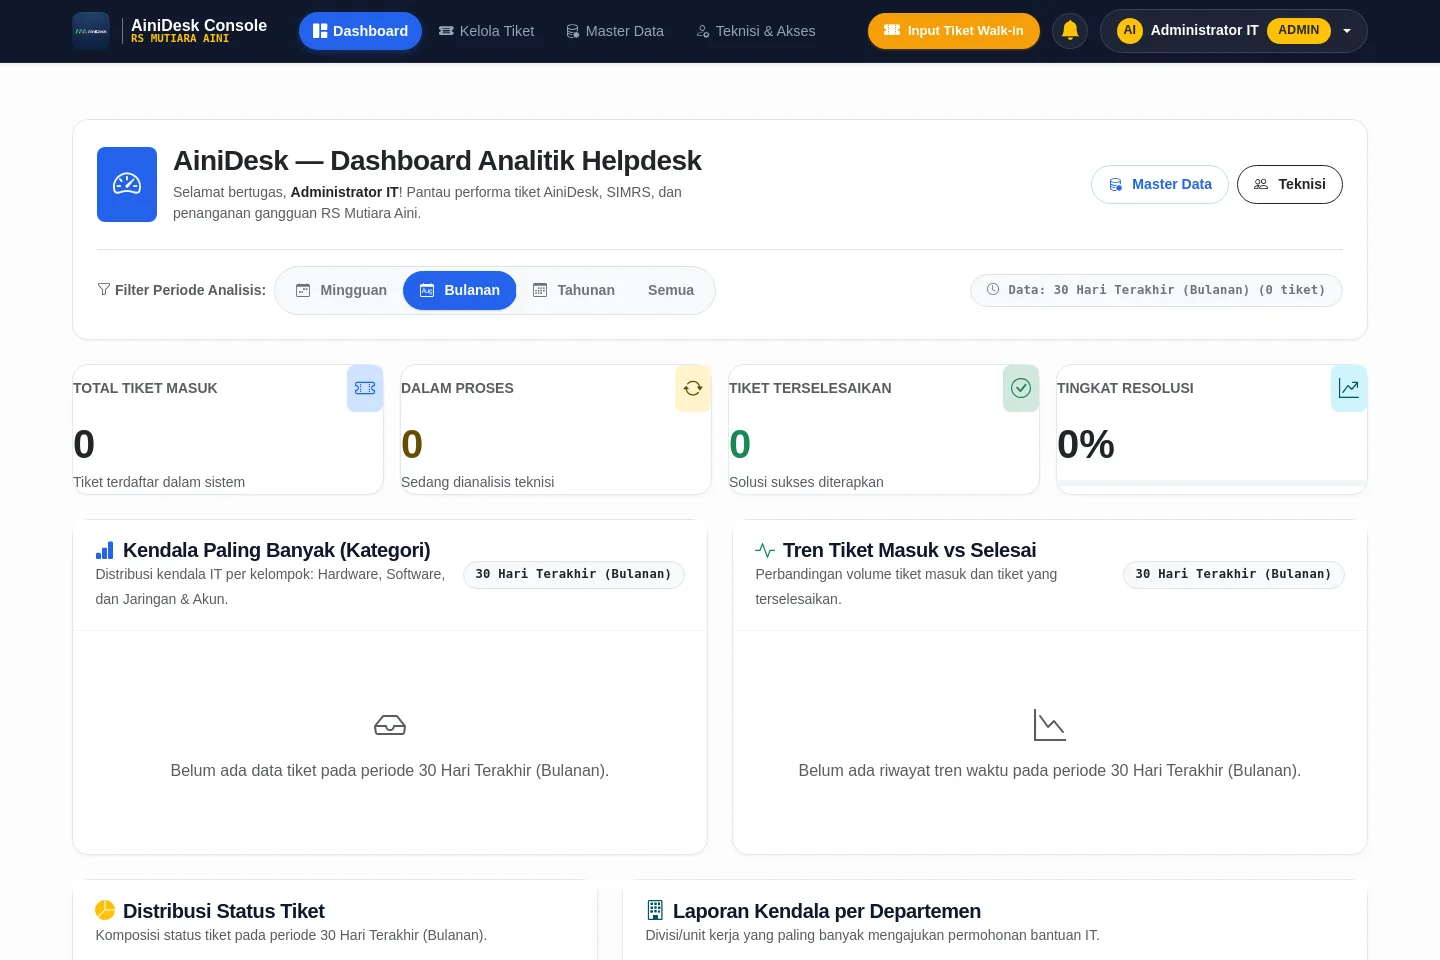 AiniDesk Console
RS MUTIARA AINI
Dashboard
Kelola Tiket
Master Data
Teknisi & Akses
Input Tiket Walk-in
AI
Administrator IT
ADMIN
AiniDesk — Dashboard Analitik Helpdesk
Selamat bertugas, Administrator IT! Pantau performa tiket AiniDesk, SIMRS, dan
penanganan gangguan RS Mutiara Aini.
Master Data
Teknisi
Filter Periode Analisis:
Mingguan
Bulanan
Tahunan
Semua
Data: 30 Hari Terakhir (Bulanan) (0 tiket)
TOTAL TIKET MASUK
0
Tiket terdaftar dalam sistem
DALAM PROSES
0
Sedang dianalisis teknisi
TIKET TERSELESAIKAN
0
Solusi sukses diterapkan
TINGKAT RESOLUSI
0%
Kendala Paling Banyak (Kategori)
Distribusi kendala IT per kelompok: Hardware, Software,
dan Jaringan & Akun.
30 Hari Terakhir (Bulanan)
Belum ada data tiket pada periode 30 Hari Terakhir (Bulanan).
Tren Tiket Masuk vs Selesai
Perbandingan volume tiket masuk dan tiket yang
terselesaikan.
30 Hari Terakhir (Bulanan)
Belum ada riwayat tren waktu pada periode 30 Hari Terakhir (Bulanan).
Distribusi Status Tiket
Komposisi status tiket pada periode 30 Hari Terakhir (Bulanan).
Laporan Kendala per Departemen
Divisi/unit kerja yang paling banyak mengajukan permohonan bantuan IT.